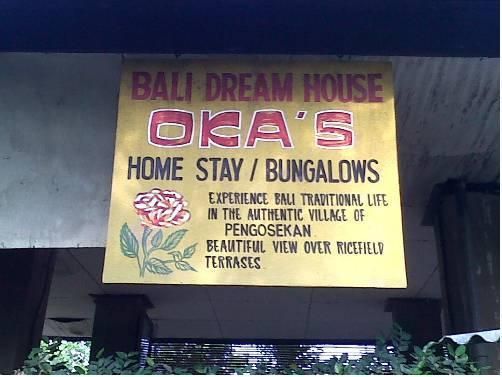 BALI DREAM HOUSE
OKA'S
HOME STAY / BUNGALOWS
EXPERIENCE BALI TRADITIONAL LIFE
IN THE AUTHENTIC VILLAGE OF
PENGOSEKAN.
BEAUTIFUL VIEW OVER RICEFIELD
TERRASES.